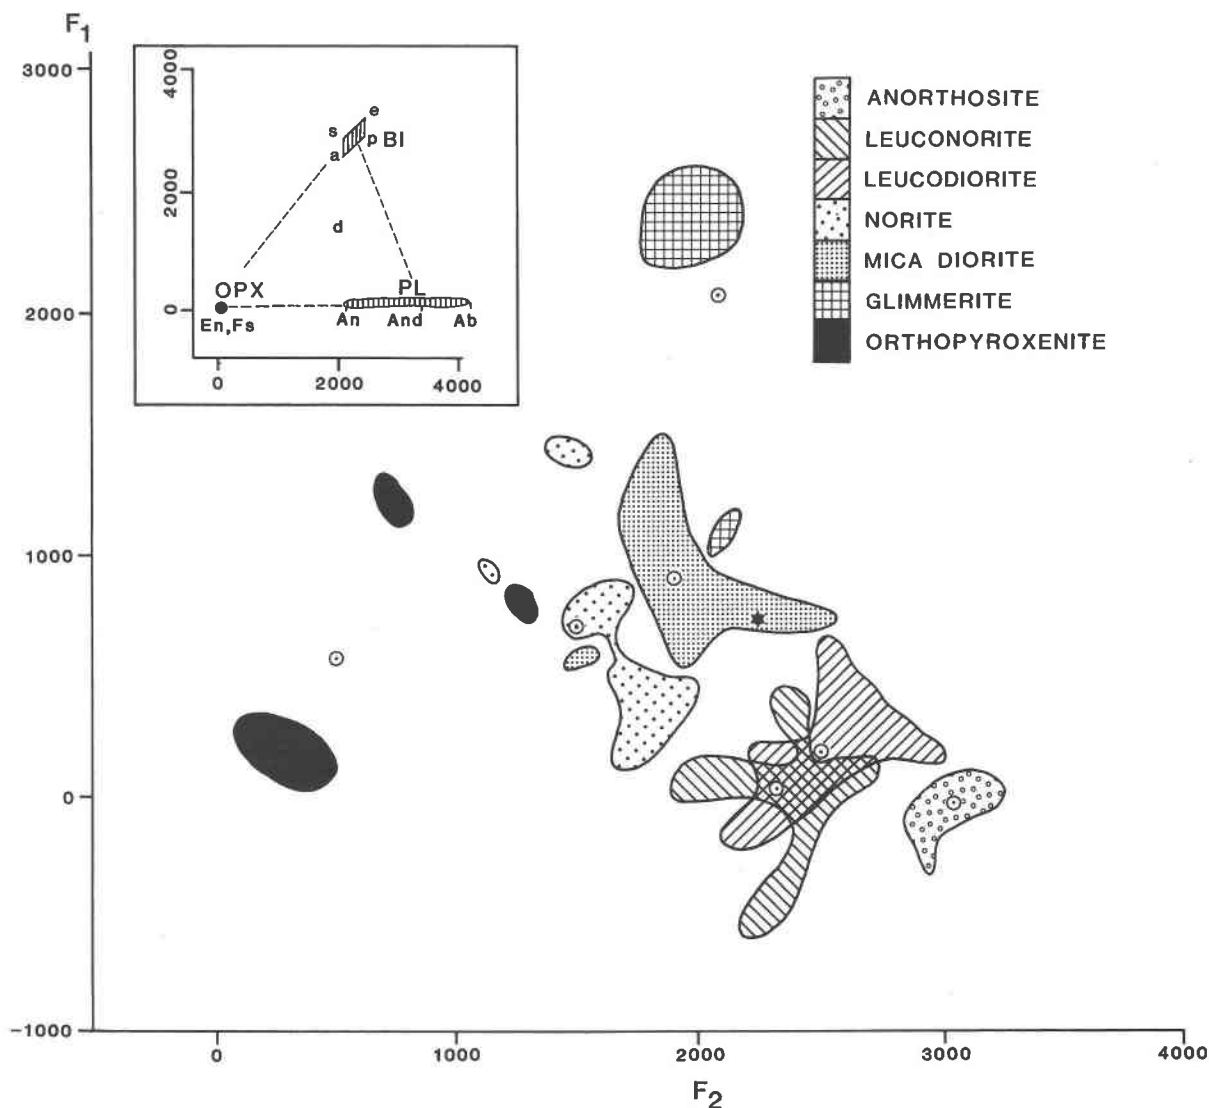 F1
3000
2000
1000
0
-1000
0
1000
2000
3000
4000
F2
4000
2000
0
0
2000
4000
e
s
p BI
a
d
OPX
PL
En,Fs
An
And
Ab
ANORTHOSITE
LEUCONORITE
LEUCODIORITE
NORITE
MICA DIORITE
GLIMMERITE
ORTHOPYROXENITE